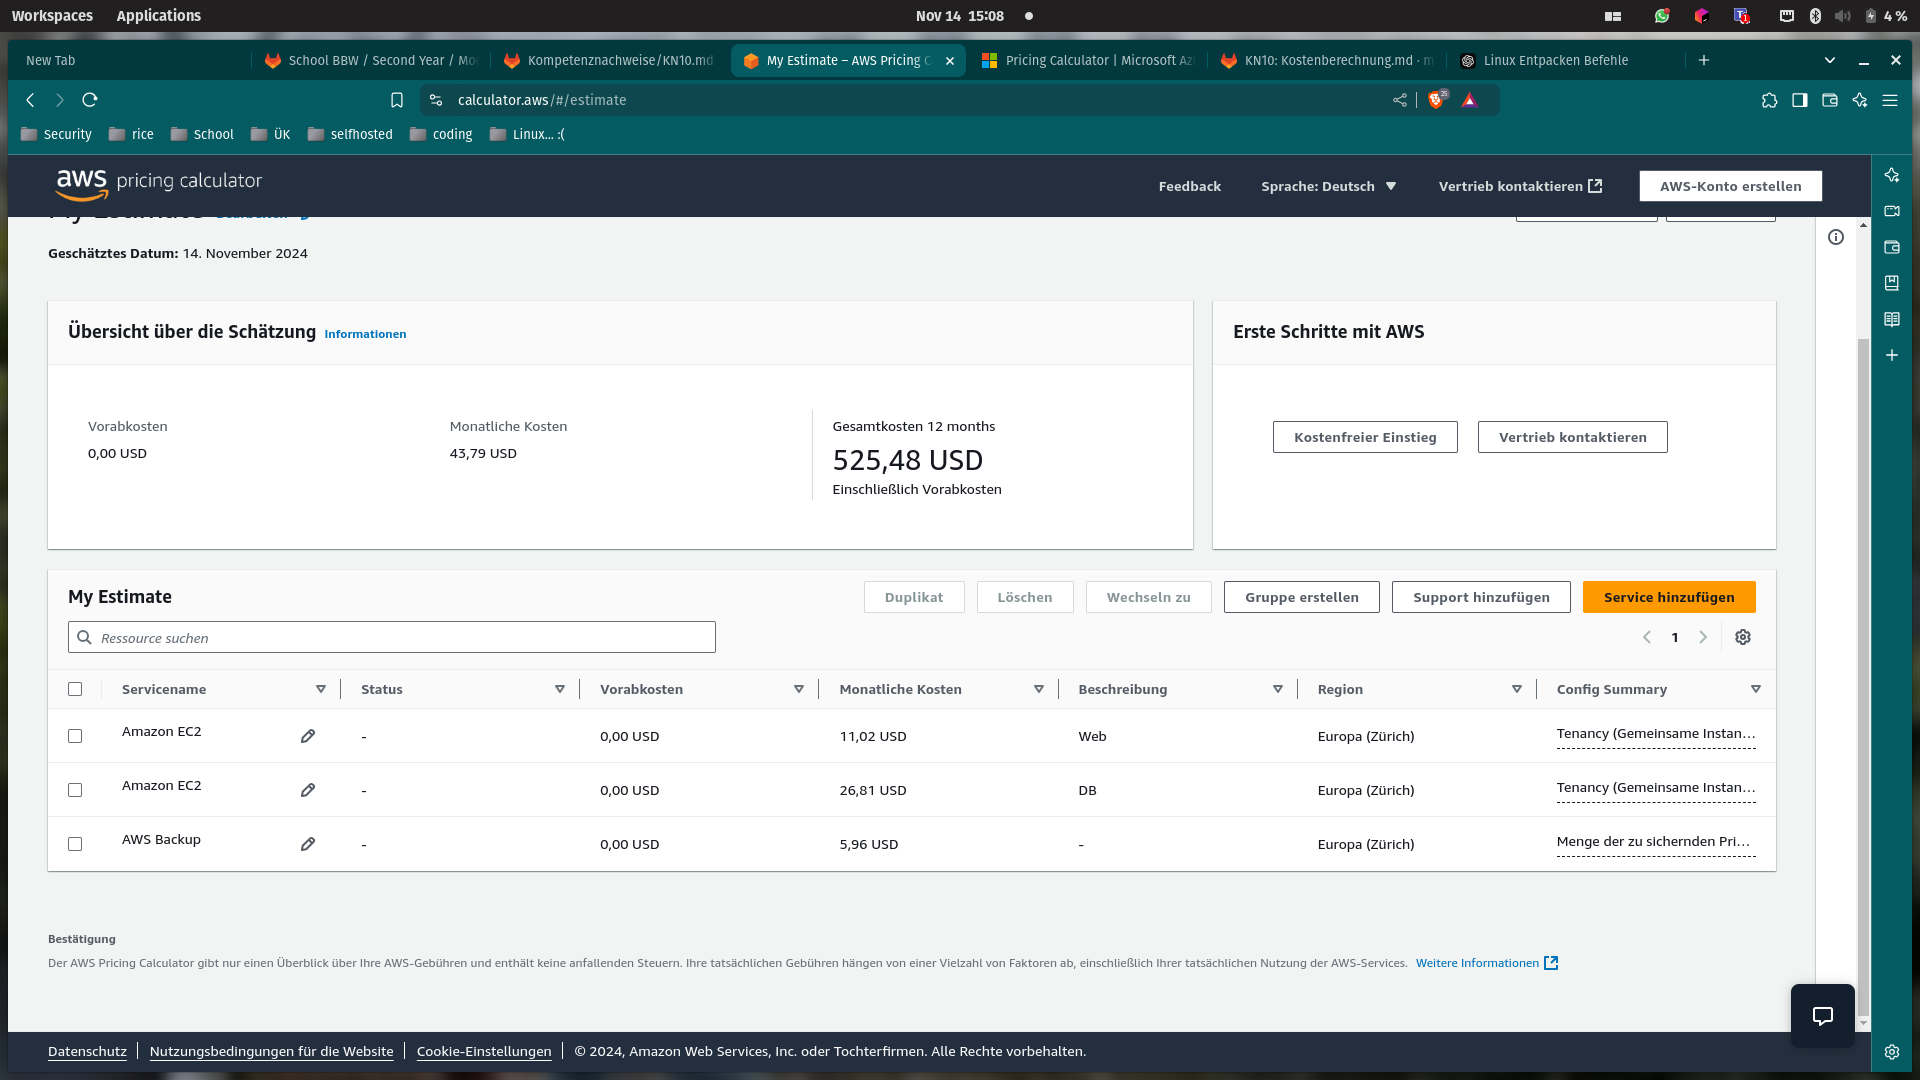 Workspaces Applications Nov 14 15:08 4 %
New Tab School BBW / Second Year / Mo Kompetenznachweise/KN10.md My Estimate – AWS Pricing C Pricing Calculator | Microsoft Az KN10: Kostenberechnung.md · m Linux Entpacken Befehle
calculator.aws/#/estimate 25
Security rice School ÜK selfhosted coding Linux... :(
aws pricing calculator Feedback Sprache: Deutsch Vertrieb kontaktieren AWS-Konto erstellen
Geschätztes Datum: 14. November 2024
Übersicht über die Schätzung Informationen
Erste Schritte mit AWS
Vorabkosten Monatliche Kosten Gesamtkosten 12 months
0,00 USD 43,79 USD 525,48 USD
Einschließlich Vorabkosten
Kostenfreier Einstieg Vertrieb kontaktieren
My Estimate Duplikat Löschen Wechseln zu Gruppe erstellen Support hinzufügen Service hinzufügen
Ressource suchen 1
Servicename Status Vorabkosten Monatliche Kosten Beschreibung Region Config Summary
Amazon EC2 - 0,00 USD 11,02 USD Web Europa (Zürich) Tenancy (Gemeinsame Instan...
Amazon EC2 - 0,00 USD 26,81 USD DB Europa (Zürich) Tenancy (Gemeinsame Instan...
AWS Backup - 0,00 USD 5,96 USD - Europa (Zürich) Menge der zu sichernden Pri...
Bestätigung
Der AWS Pricing Calculator gibt nur einen Überblick über Ihre AWS-Gebühren und enthält keine anfallenden Steuern. Ihre tatsächlichen Gebühren hängen von einer Vielzahl von Faktoren ab, einschließlich Ihrer tatsächlichen Nutzung der AWS-Services. Weitere Informationen
Datenschutz Nutzungsbedingungen für die Website Cookie-Einstellungen © 2024, Amazon Web Services, Inc. oder Tochterfirmen. Alle Rechte vorbehalten.